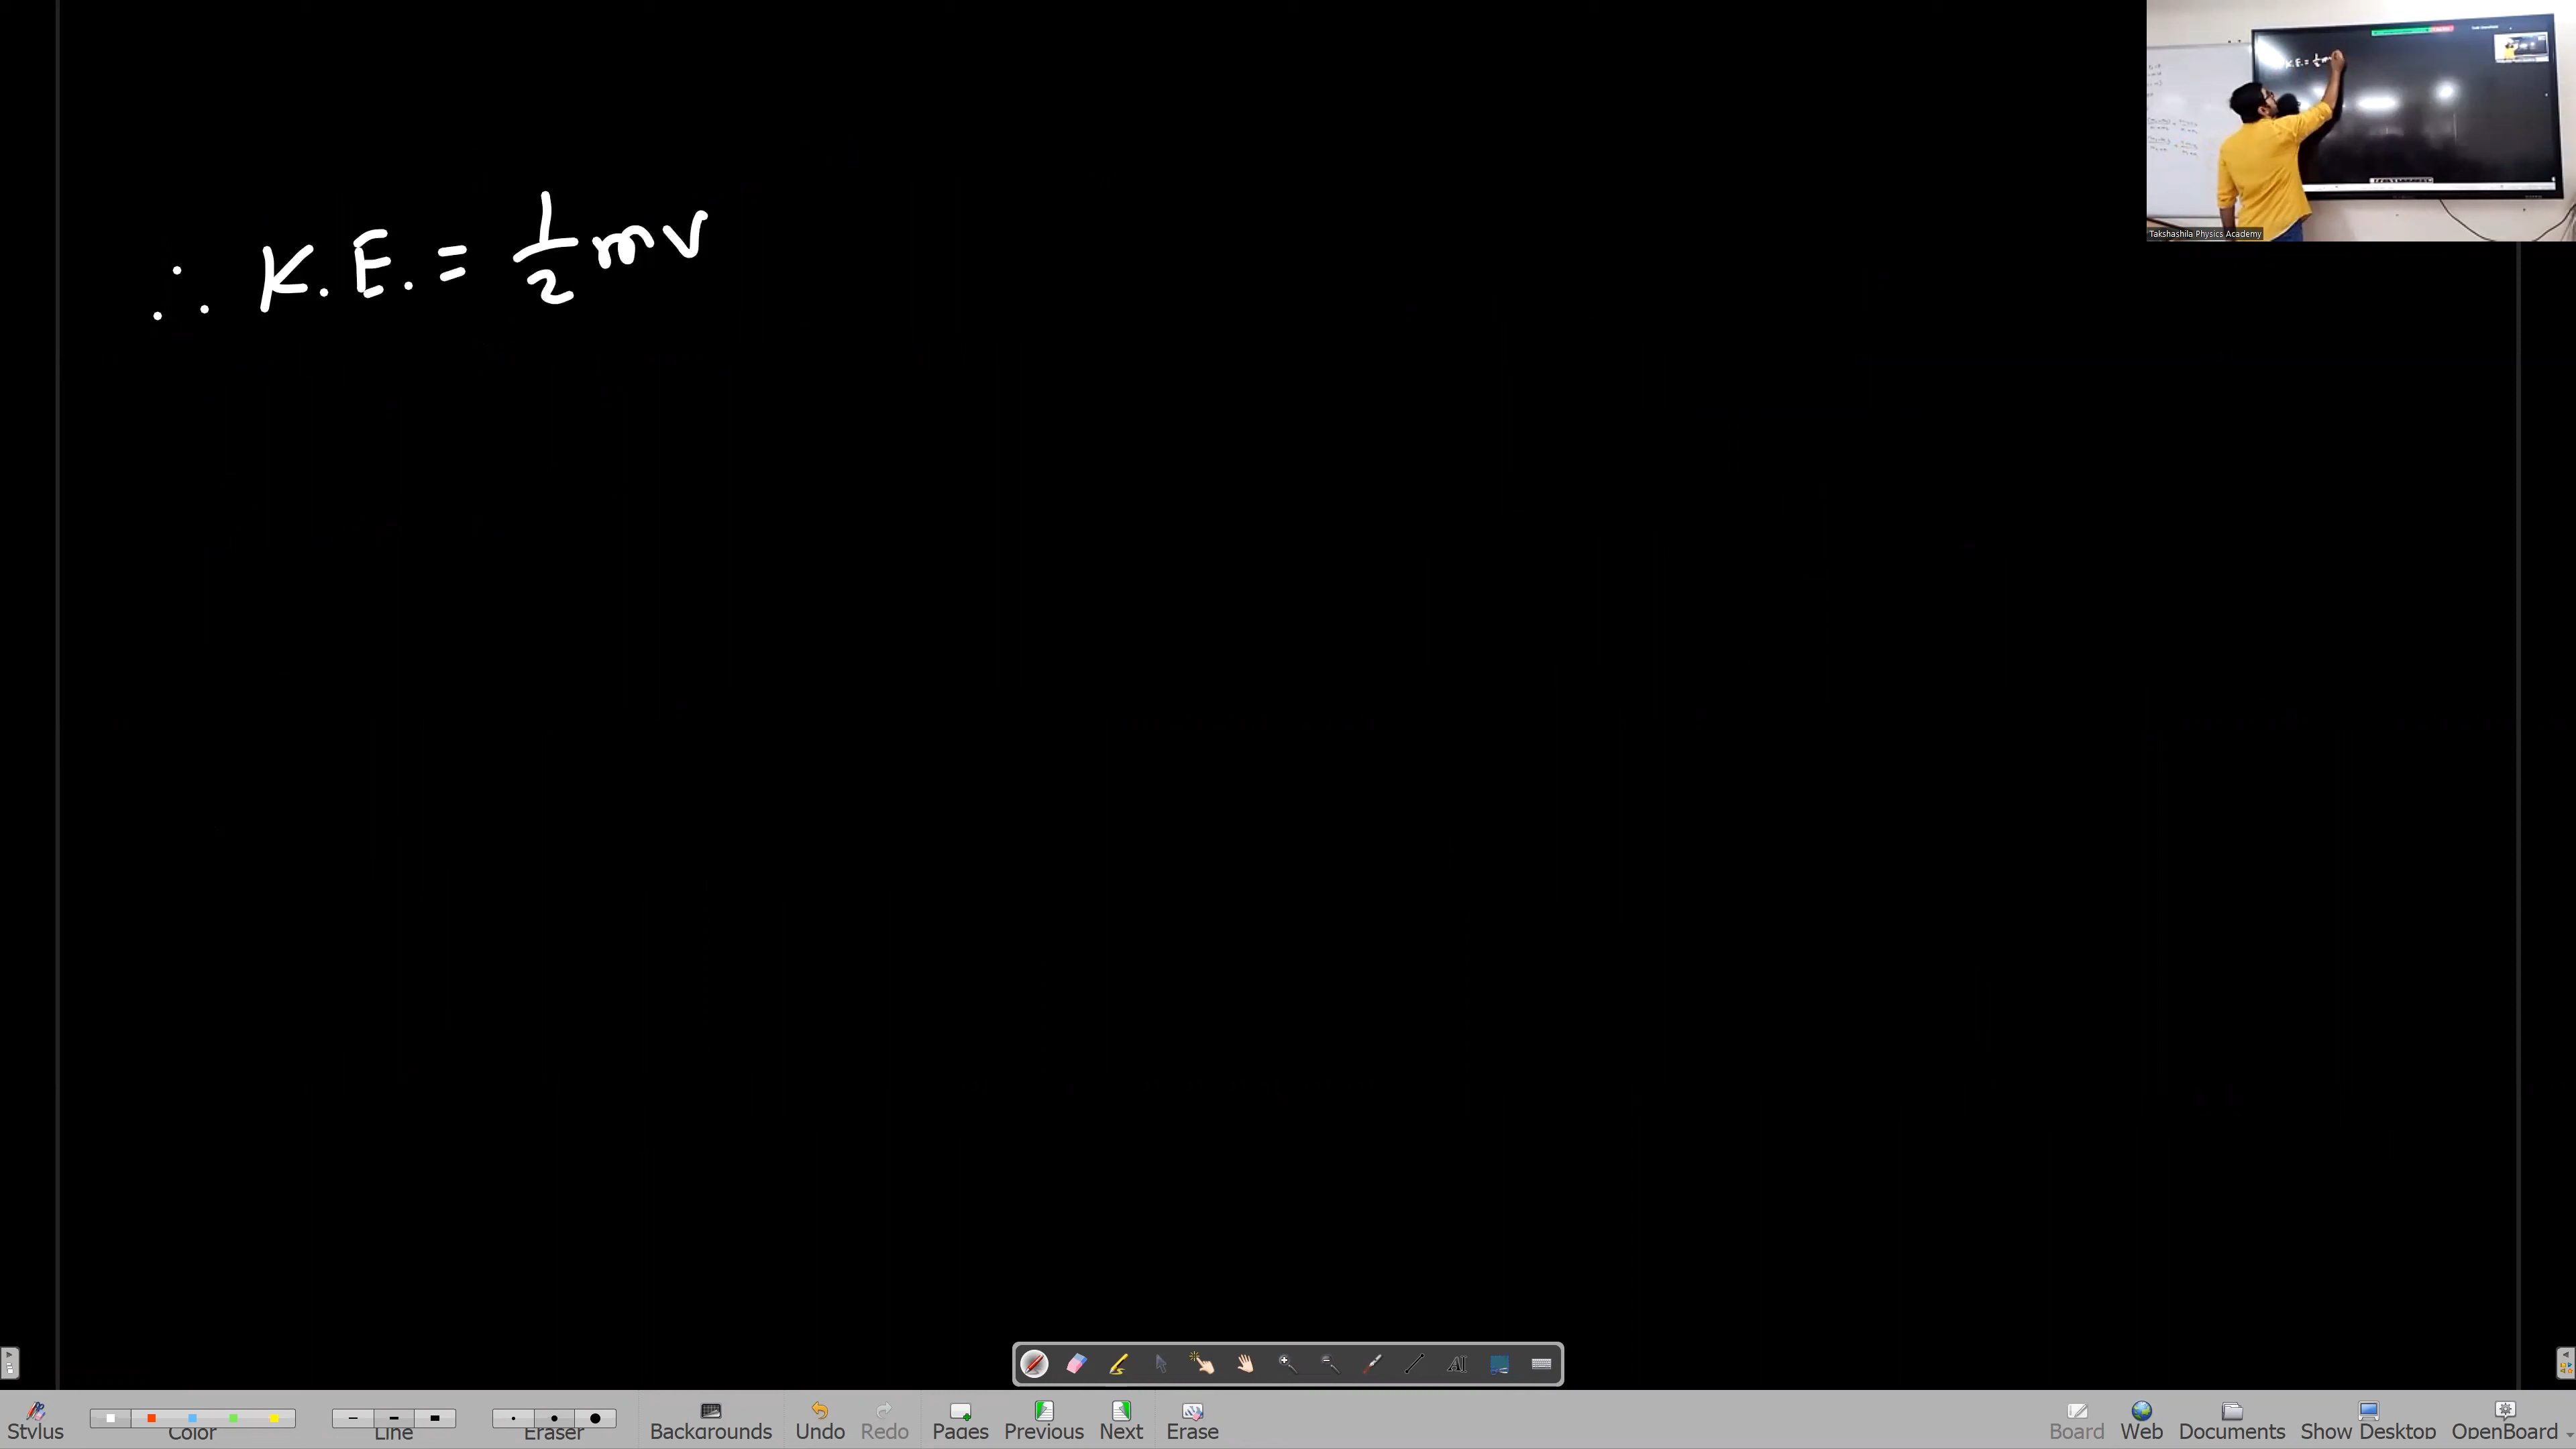 ∴ K.E. = 1/2 mv
Takshashila Physics Academy
Stylus
Color
Line
Eraser
Backgrounds
Undo
Redo
Pages
Previous
Next
Erase
Board
Web
Documents
Show Desktop
OpenBoard